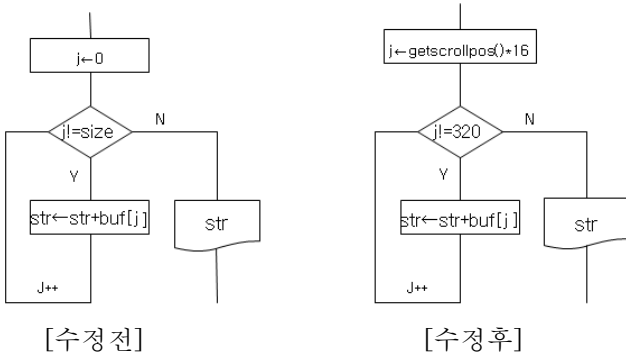 j←0
j!=size
N
Y
str←str+buf[j]
str
J++
[수정전]
j←getscrollpos()*16
j!=320
N
Y
str←str+buf[j]
str
J++
[수정후]